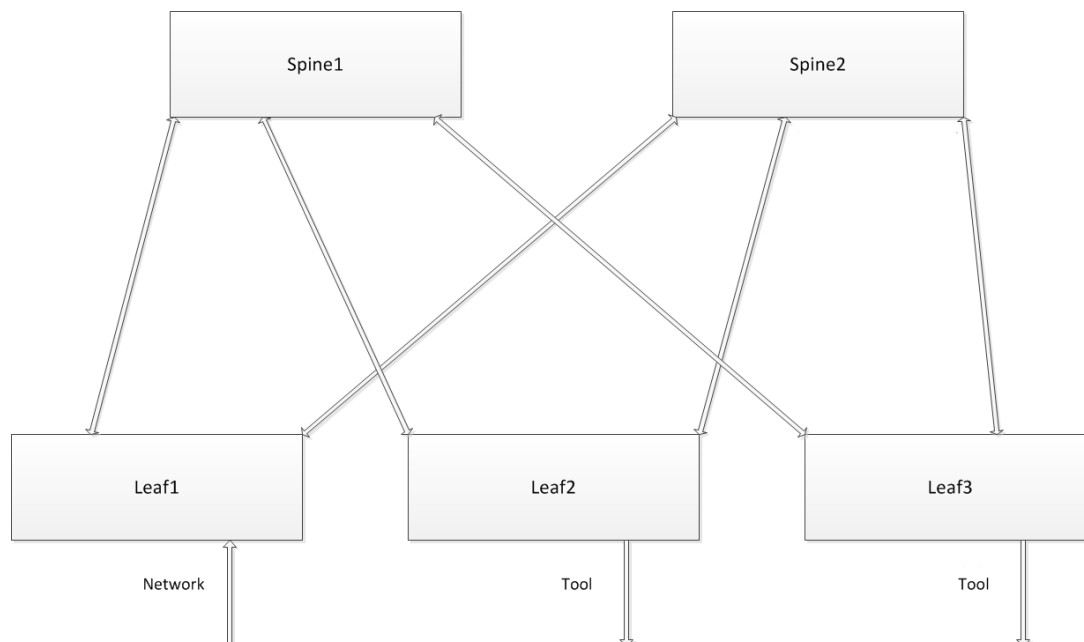 Spine1
Spine2
Leaf1
Leaf2
Leaf3
Network
Tool
Tool